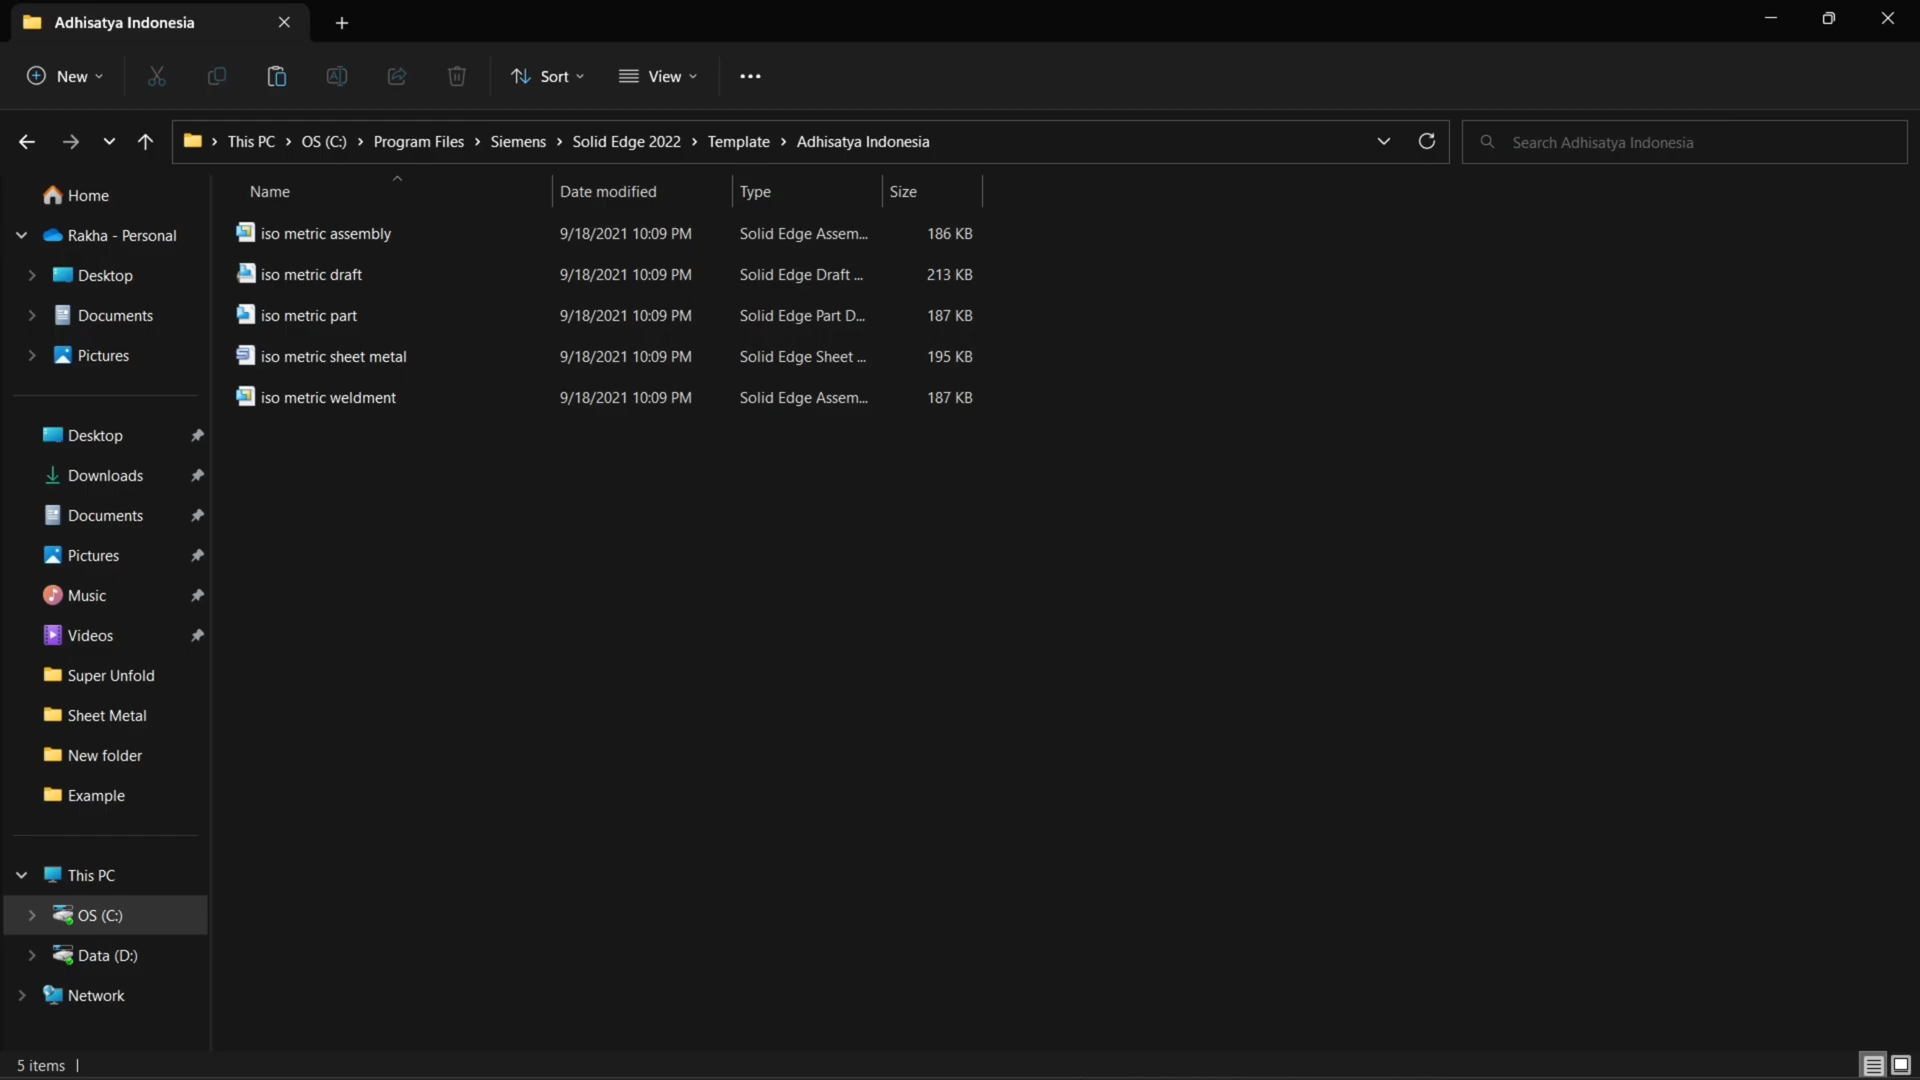 Adhisatya Indonesia
New
Sort
View
This PC > OS (C:) > Program Files > Siemens > Solid Edge 2022 > Template > Adhisatya Indonesia
Search Adhisatya Indonesia
Name Date modified Type Size
iso metric assembly 9/18/2021 10:09 PM Solid Edge Assem... 186 KB
iso metric draft 9/18/2021 10:09 PM Solid Edge Draft ... 213 KB
iso metric part 9/18/2021 10:09 PM Solid Edge Part D... 187 KB
iso metric sheet metal 9/18/2021 10:09 PM Solid Edge Sheet ... 195 KB
iso metric weldment 9/18/2021 10:09 PM Solid Edge Assem... 187 KB
Home
Rakha - Personal
Desktop
Documents
Pictures
Desktop
Downloads
Documents
Pictures
Music
Videos
Super Unfold
Sheet Metal
New folder
Example
This PC
OS (C:)
Data (D:)
Network
5 items